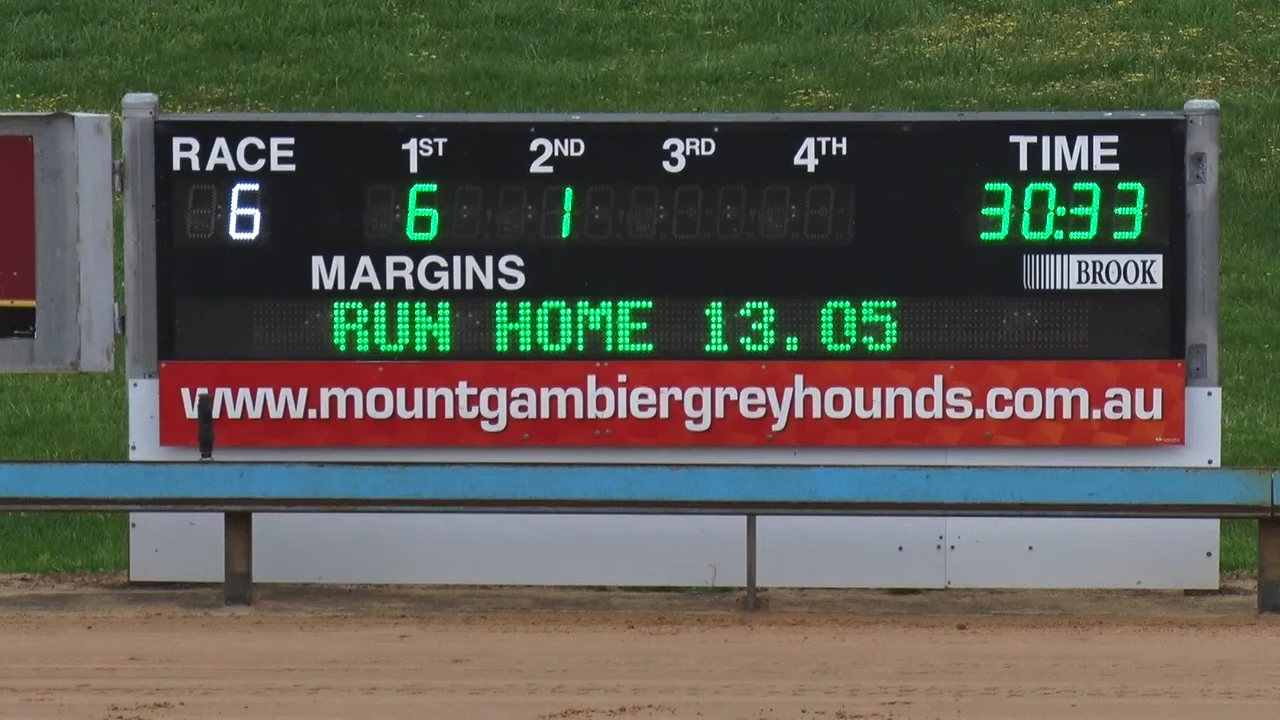 RACE 1ST 2ND 3RD 4TH TIME
6 6 1 30:33
MARGINS BROOK
RUN HOME 13.05
www.mountgambiergreyhounds.com.au